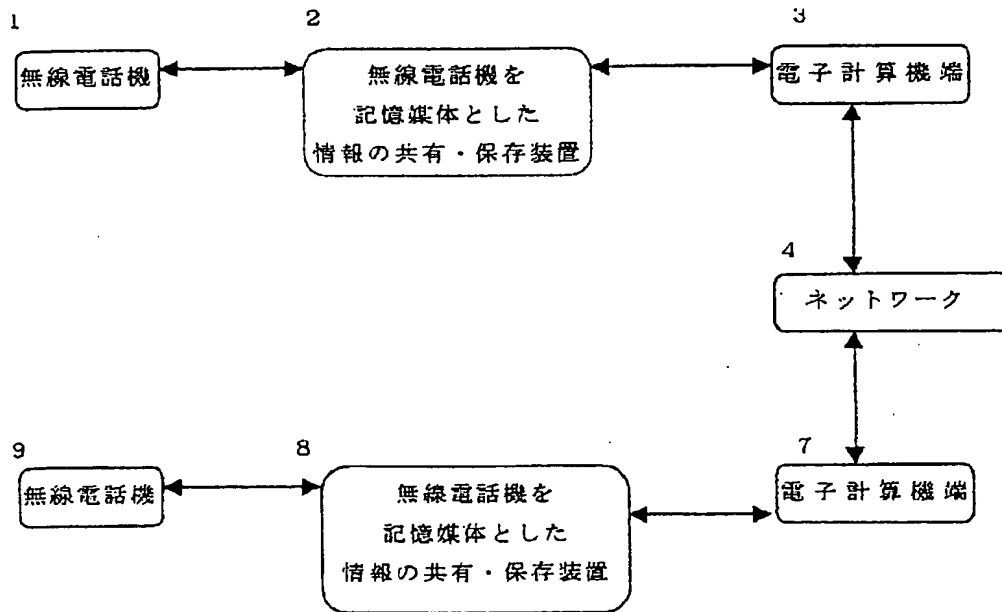 1
2
3
無線電話機
無線電話機を
記憶媒体とした
情報の共有・保存装置
電子計算機端
4
ネットワーク
9
8
7
無線電話機
無線電話機を
記憶媒体とした
情報の共有・保存装置
電子計算機端